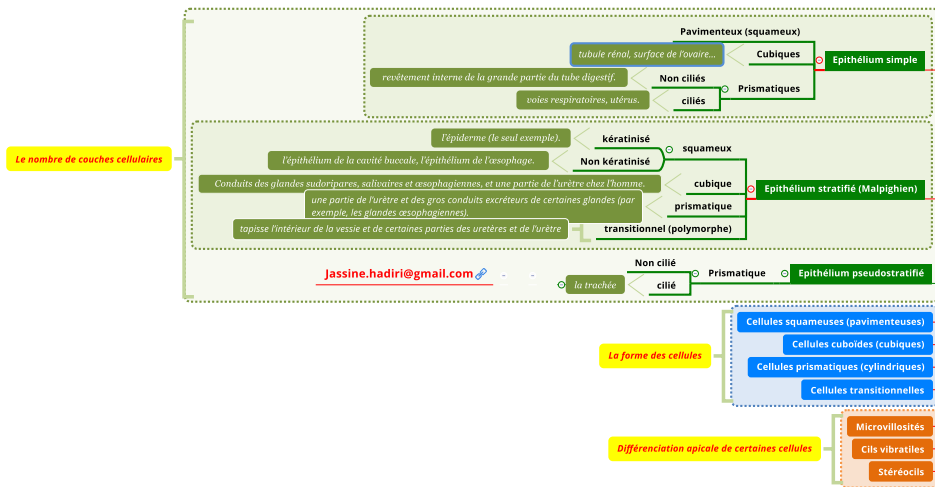 Pavimenteux (squameux)
tubule rénal, surface de l'ovaire...
Cubiques
Epithélium simple
revêtement interne de la grande partie du tube digestif.
Non ciliés
Prismatiques
voies respiratoires, utérus.
ciliés
Le nombre de couches cellulaires
l'épiderme (le seul exemple).
kératinisé
squameux
l'épithélium de la cavité buccale, l'épithélium de l'œsophage.
Non kératinisé
Conduits des glandes sudoripares, salivaires et œsophagiennes, et une partie de l'urètre chez l'homme.
cubique
Epithélium stratifié (Malpighien)
une partie de l'urètre et des gros conduits excréteurs de certaines glandes (par
exemple, les glandes œsophagiennes).
prismatique
tapisse l'intérieur de la vessie et de certaines parties des uretères et de l'urètre
transitionnel (polymorphe)
Non cilié
Jassine.hadiri@gmail.com
Prismatique
Epithélium pseudostratifié
la trachée
cilié
Cellules squameuses (pavimenteuses)
Cellules cuboïdes (cubiques)
La forme des cellules
Cellules prismatiques (cylindriques)
Cellules transitionnelles
Microvillosités
Différenciation apicale de certaines cellules
Cils vibratiles
Stéréocils